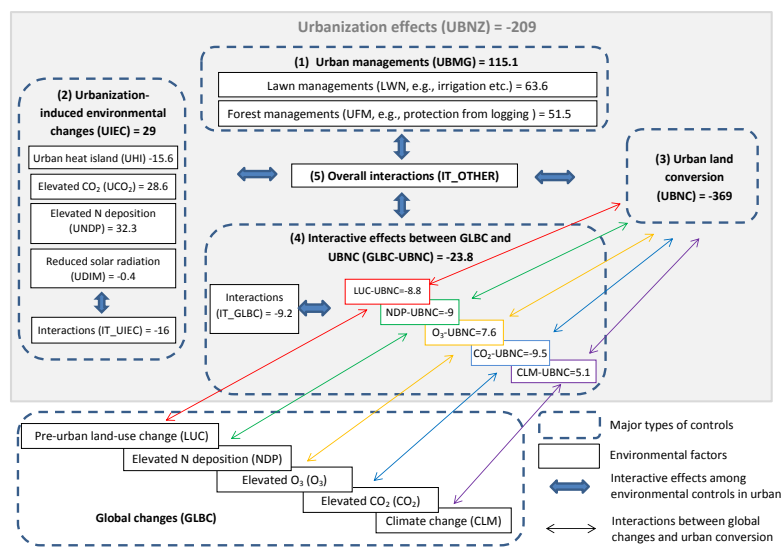 Urbanization effects (UBNZ) = -209
(1) Urban managements (UBMG) = 115.1
Lawn managements (LWN, e.g., irrigation etc.) = 63.6
Forest managements (UFM, e.g., protection from logging ) = 51.5
(2) Urbanization-
induced environmental
changes (UIEC) = 29
Urban heat island (UHI) -15.6
Elevated CO₂ (UCO₂) = 28.6
Elevated N deposition
(UNDP) = 32.3
Reduced solar radiation
(UDIM) = -0.4
Interactions (IT_UIEC) = -16
(5) Overall interactions (IT_OTHER)
(3) Urban land
conversion
(UBNC) = -369
(4) Interactive effects between GLBC and
UBNC (GLBC-UBNC) = -23.8
Interactions
(IT_GLBC) = -9.2
LUC-UBNC=-8.8
NDP-UBNC=-9
O₃-UBNC=7.6
CO₂-UBNC=-9.5
CLM-UBNC=5.1
Pre-urban land-use change (LUC)
Elevated N deposition (NDP)
Elevated O₃ (O₃)
Elevated CO₂ (CO₂)
Climate change (CLM)
Global changes (GLBC)
Major types of controls
Environmental factors
Interactive effects among
environmental controls in urban
Interactions between global
changes and urban conversion